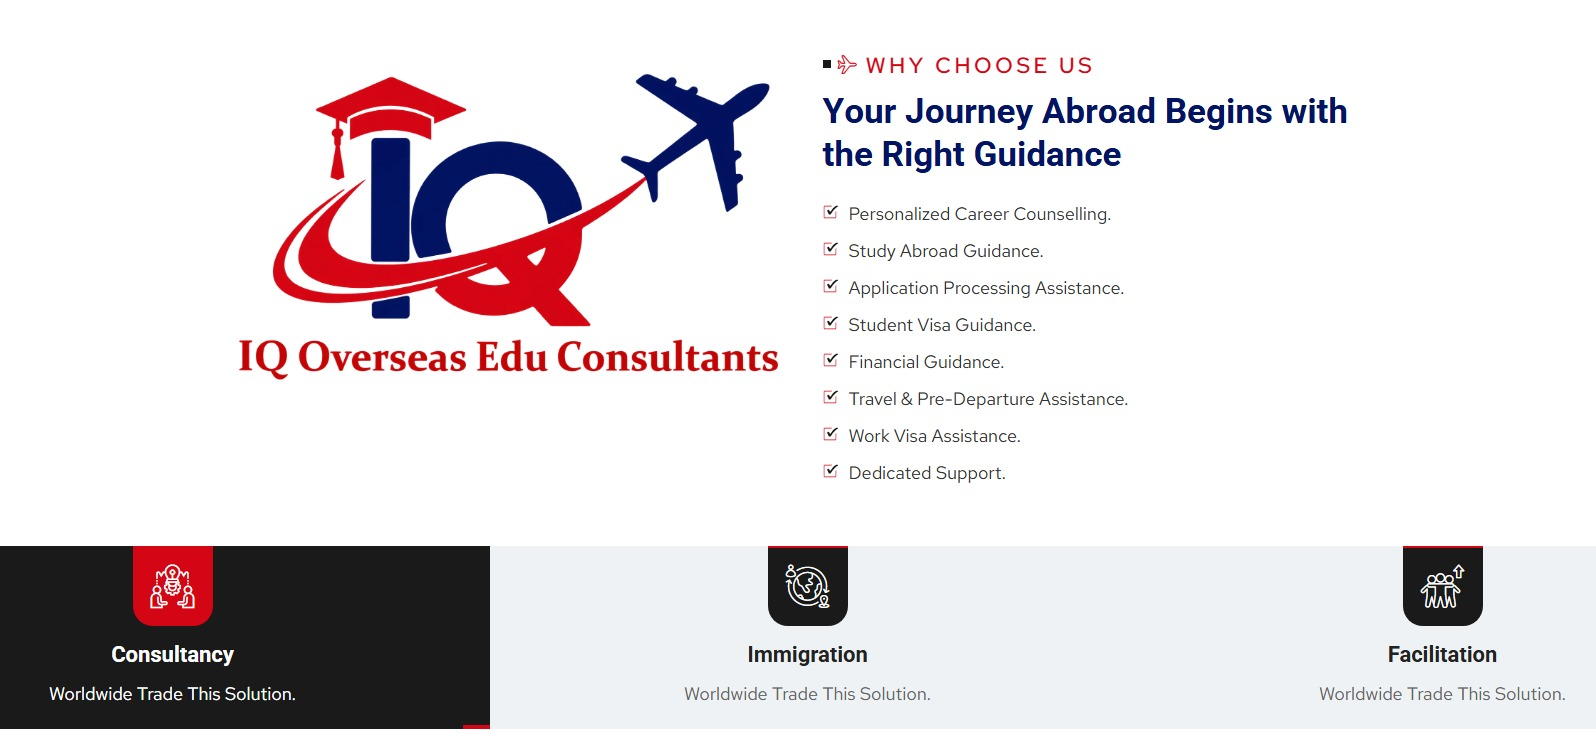 IQ
IQ Overseas Edu Consultants
WHY CHOOSE US
Your Journey Abroad Begins with
the Right Guidance
Personalized Career Counselling.
Study Abroad Guidance.
Application Processing Assistance.
Student Visa Guidance.
Financial Guidance.
Travel & Pre-Departure Assistance.
Work Visa Assistance.
Dedicated Support.
Consultancy
Worldwide Trade This Solution.
Immigration
Worldwide Trade This Solution.
Facilitation
Worldwide Trade This Solution.